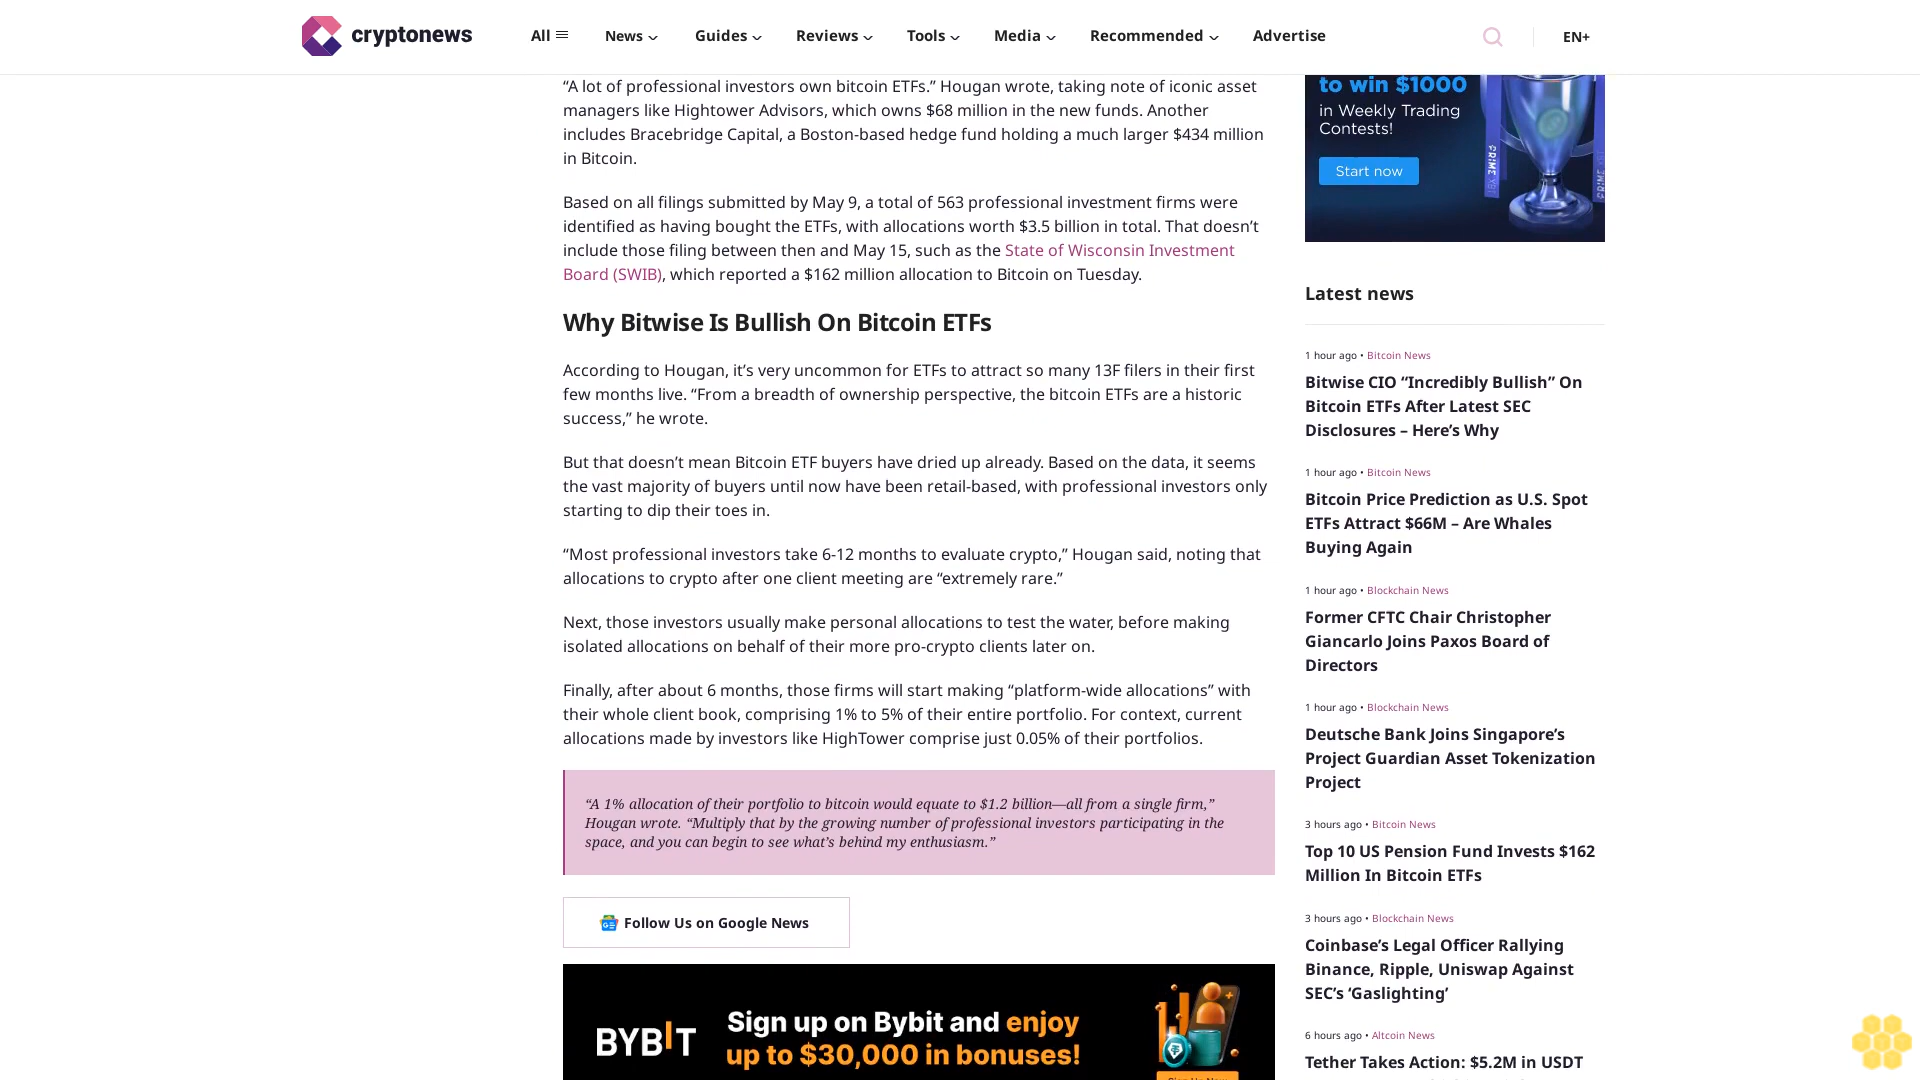 cryptonews
All
News
Guides
Reviews
Tools
Media
Recommended
Advertise
EN+
“A lot of professional investors own bitcoin ETFs.” Hougan wrote, taking note of iconic asset
managers like Hightower Advisors, which owns $68 million in the new funds. Another
includes Bracebridge Capital, a Boston-based hedge fund holding a much larger $434 million
in Bitcoin.
Based on all filings submitted by May 9, a total of 563 professional investment firms were
identified as having bought the ETFs, with allocations worth $3.5 billion in total. That doesn’t
include those filing between then and May 15, such as the State of Wisconsin Investment
Board (SWIB), which reported a $162 million allocation to Bitcoin on Tuesday.
Why Bitwise Is Bullish On Bitcoin ETFs
According to Hougan, it’s very uncommon for ETFs to attract so many 13F filers in their first
few months live. “From a breadth of ownership perspective, the bitcoin ETFs are a historic
success,” he wrote.
But that doesn’t mean Bitcoin ETF buyers have dried up already. Based on the data, it seems
the vast majority of buyers until now have been retail-based, with professional investors only
starting to dip their toes in.
“Most professional investors take 6-12 months to evaluate crypto,” Hougan said, noting that
allocations to crypto after one client meeting are “extremely rare.”
Next, those investors usually make personal allocations to test the water, before making
isolated allocations on behalf of their more pro-crypto clients later on.
Finally, after about 6 months, those firms will start making “platform-wide allocations” with
their whole client book, comprising 1% to 5% of their entire portfolio. For context, current
allocations made by investors like HighTower comprise just 0.05% of their portfolios.
“A 1% allocation of their portfolio to bitcoin would equate to $1.2 billion—all from a single firm,”
Hougan wrote. “Multiply that by the growing number of professional investors participating in the
space, and you can begin to see what’s behind my enthusiasm.”
Follow Us on Google News
BYBIT
Sign up on Bybit and enjoy
up to $30,000 in bonuses!
to win $1000
in Weekly Trading
Contests!
Start now
PRIME
Latest news
1 hour ago • Bitcoin News
Bitwise CIO “Incredibly Bullish” On
Bitcoin ETFs After Latest SEC
Disclosures – Here’s Why
1 hour ago • Bitcoin News
Bitcoin Price Prediction as U.S. Spot
ETFs Attract $66M – Are Whales
Buying Again
1 hour ago • Blockchain News
Former CFTC Chair Christopher
Giancarlo Joins Paxos Board of
Directors
1 hour ago • Blockchain News
Deutsche Bank Joins Singapore’s
Project Guardian Asset Tokenization
Project
3 hours ago • Bitcoin News
Top 10 US Pension Fund Invests $162
Million In Bitcoin ETFs
3 hours ago • Blockchain News
Coinbase’s Legal Officer Rallying
Binance, Ripple, Uniswap Against
SEC’s ‘Gaslighting’
6 hours ago • Altcoin News
Tether Takes Action: $5.2M in USDT